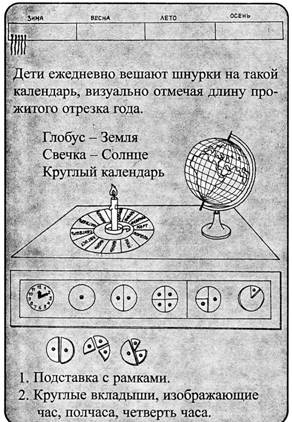 ЗИМА ВЕСНА ЛЕТО ОСЕНЬ
Дети ежедневно вешают шнурки на такой
календарь, визуально отмечая длину про-
житого отрезка года.
Глобус – Земля
Свечка – Солнце
Круглый календарь
1. Подставка с рамками.
2. Круглые вкладыши, изображающие
час, полчаса, четверть часа.